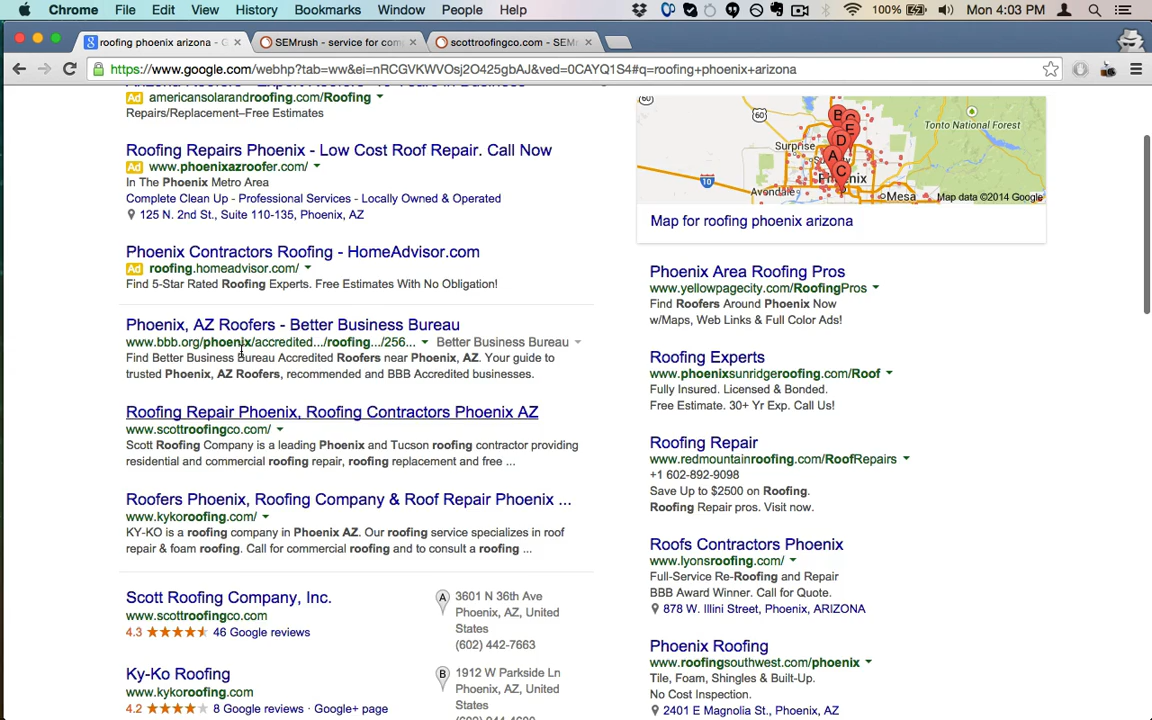 Chrome File Edit View History Bookmarks Window People Help 100% Mon 4:03 PM
roofing phoenix arizona - G
SEMrush - service for com
scottroofingco.com - SEM
https://www.google.com/webhp?tab=ww&ei=nRCGVKWVOsj2O425gbAJ&ved=0CAYQ1S4#q=roofing+phoenix+arizona
Ad americansolarandroofing.com/Roofing
Repairs/Replacement–Free Estimates
Roofing Repairs Phoenix - Low Cost Roof Repair. Call Now
Ad www.phoenixazroofer.com/
In The Phoenix Metro Area
Complete Clean Up - Professional Services - Locally Owned & Operated
125 N. 2nd St., Suite 110-135, Phoenix, AZ
Phoenix Contractors Roofing - HomeAdvisor.com
Ad roofing.homeadvisor.com/
Find 5-Star Rated Roofing Experts. Free Estimates With No Obligation!
Phoenix, AZ Roofers - Better Business Bureau
www.bbb.org/phoenix/accredited.../roofing.../256... Better Business Bureau
Find Better Business Bureau Accredited Roofers near Phoenix, AZ. Your guide to
trusted Phoenix, AZ Roofers, recommended and BBB Accredited businesses.
Roofing Repair Phoenix, Roofing Contractors Phoenix AZ
www.scottroofingco.com/
Scott Roofing Company is a leading Phoenix and Tucson roofing contractor providing
residential and commercial roofing repair, roofing replacement and free ...
Roofers Phoenix, Roofing Company & Roof Repair Phoenix ...
www.kykoroofing.com/
KY-KO is a roofing company in Phoenix AZ. Our roofing service specializes in roof
repair & foam roofing. Call for commercial roofing and to consult a roofing ...
Scott Roofing Company, Inc.
www.scottroofingco.com
4.3 46 Google reviews
A 3601 N 36th Ave
Phoenix, AZ, United
States
(602) 442-7663
Ky-Ko Roofing
www.kykoroofing.com
4.2 8 Google reviews · Google+ page
B 1912 W Parkside Ln
Phoenix, AZ, United
States
60
60
Tonto National Forest
Surprise
B
E
D
A
C
Phoenix
10
Avondale
Mesa
Map data ©2014 Google
Map for roofing phoenix arizona
Phoenix Area Roofing Pros
www.yellowpagecity.com/RoofingPros
Find Roofers Around Phoenix Now
w/Maps, Web Links & Full Color Ads!
Roofing Experts
www.phoenixsunridgeroofing.com/Roof
Fully Insured. Licensed & Bonded.
Free Estimate. 30+ Yr Exp. Call Us!
Roofing Repair
www.redmountainroofing.com/RoofRepairs
+1 602-892-9098
Save Up to $2500 on Roofing.
Roofing Repair pros. Visit now.
Roofs Contractors Phoenix
www.lyonsroofing.com/
Full-Service Re-Roofing and Repair
BBB Award Winner. Call for Quote.
878 W. Illini Street, Phoenix, ARIZONA
Phoenix Roofing
www.roofingsouthwest.com/phoenix
Tile, Foam, Shingles & Built-Up.
No Cost Inspection.
2401 E Magnolia St., Phoenix, AZ